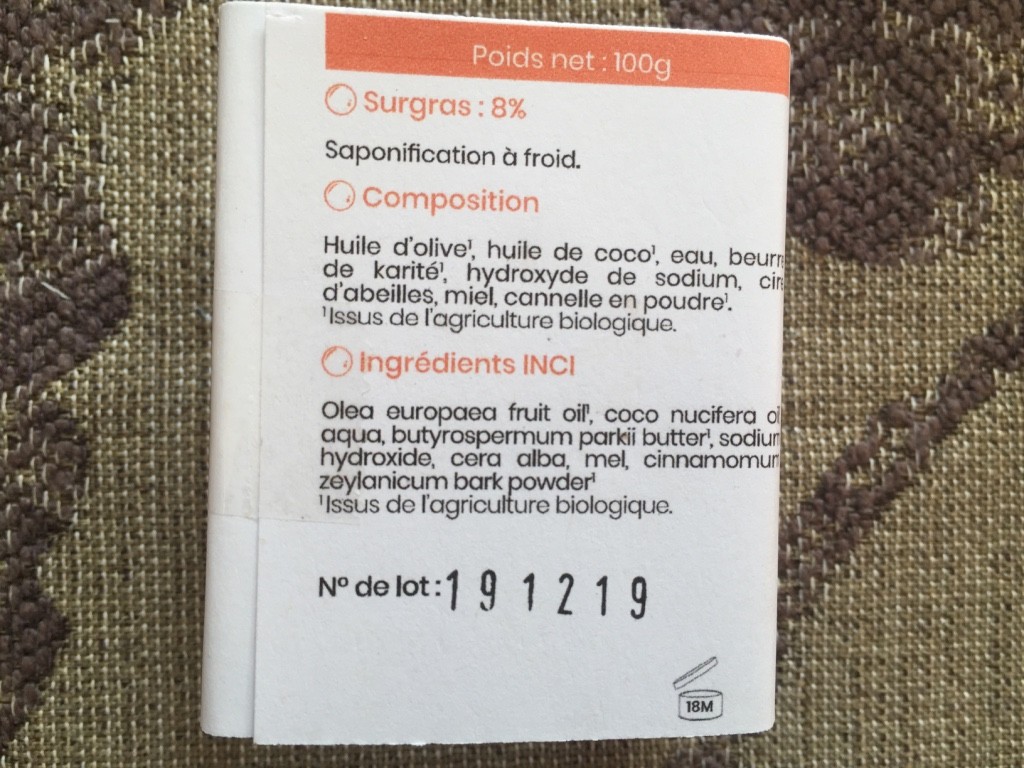 Poids net : 100g
Surgras : 8%
Saponification à froid.
Composition
Huile d'olive¹, huile de coco¹, eau, beurr
de karité¹, hydroxyde de sodium, cir
d'abeilles, miel, cannelle en poudre¹.
¹Issus de l'agriculture biologique.
Ingrédients INCI
Olea europaea fruit oil¹, coco nucifera oi
aqua, butyrospermum parkii butter¹, sodium
hydroxide, cera alba, mel, cinnamomum
zeylanicum bark powder¹
¹Issus de l'agriculture biologique.
N° de lot : 191219
18M